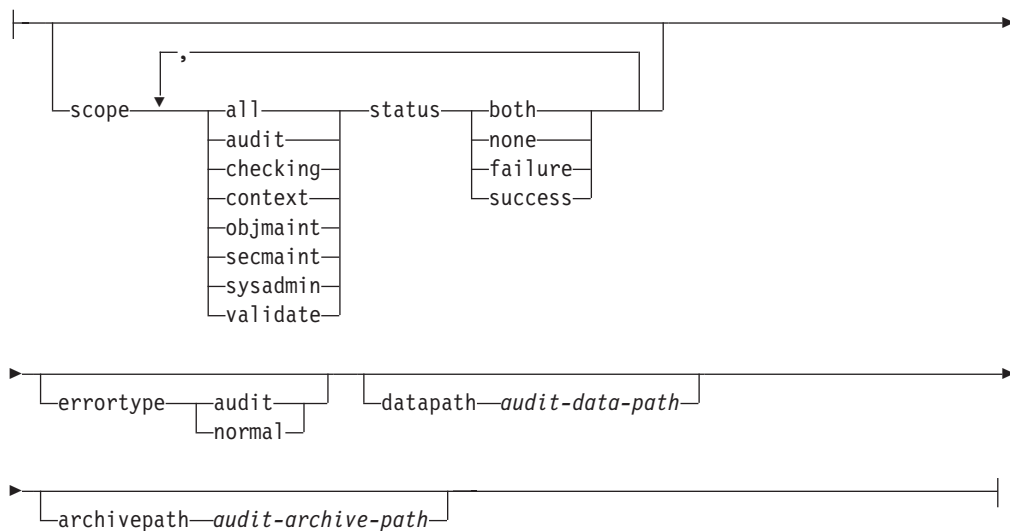 ,
scope all status both
audit none
checking failure
context success
objmaint
secmaint
sysadmin
validate
errortype audit datapath audit-data-path
normal
archivepath audit-archive-path